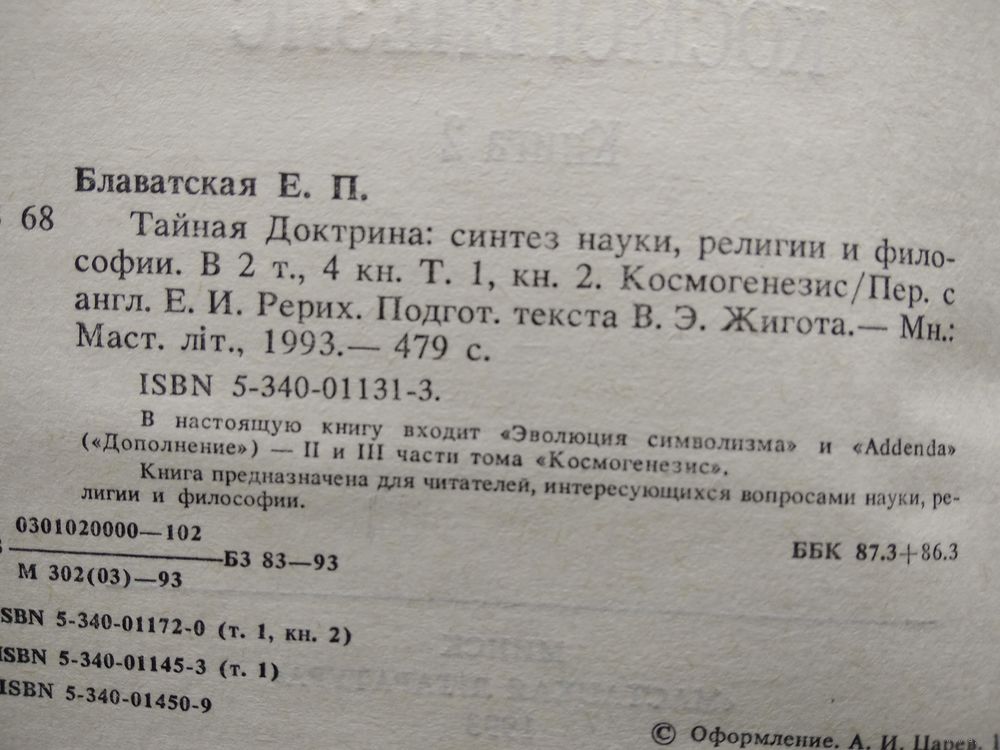 Блаватская Е. П.
68 Тайная Доктрина: синтез науки, религии и фило-
софии. В 2 т., 4 кн. Т. 1, кн. 2. Космогенезис/Пер. с
англ. Е. И. Рерих. Подгот. текста В. Э. Жигота.— Мн.:
Маст. літ., 1993.— 479 с.
ISBN 5-340-01131-3.
В настоящую книгу входит «Эволюция символизма» и «Addenda»
(«Дополнение») — II и III части тома «Космогенезис».
Книга предназначена для читателей, интересующихся вопросами науки, ре-
лигии и философии.
0301020000—102
БЗ 83—93
М 302(03)—93
ББК 87.3+86.3
ISBN 5-340-01172-0 (т. 1, кн. 2)
ISBN 5-340-01145-3 (т. 1)
ISBN 5-340-01450-9
© Оформление. А. И. Царев,